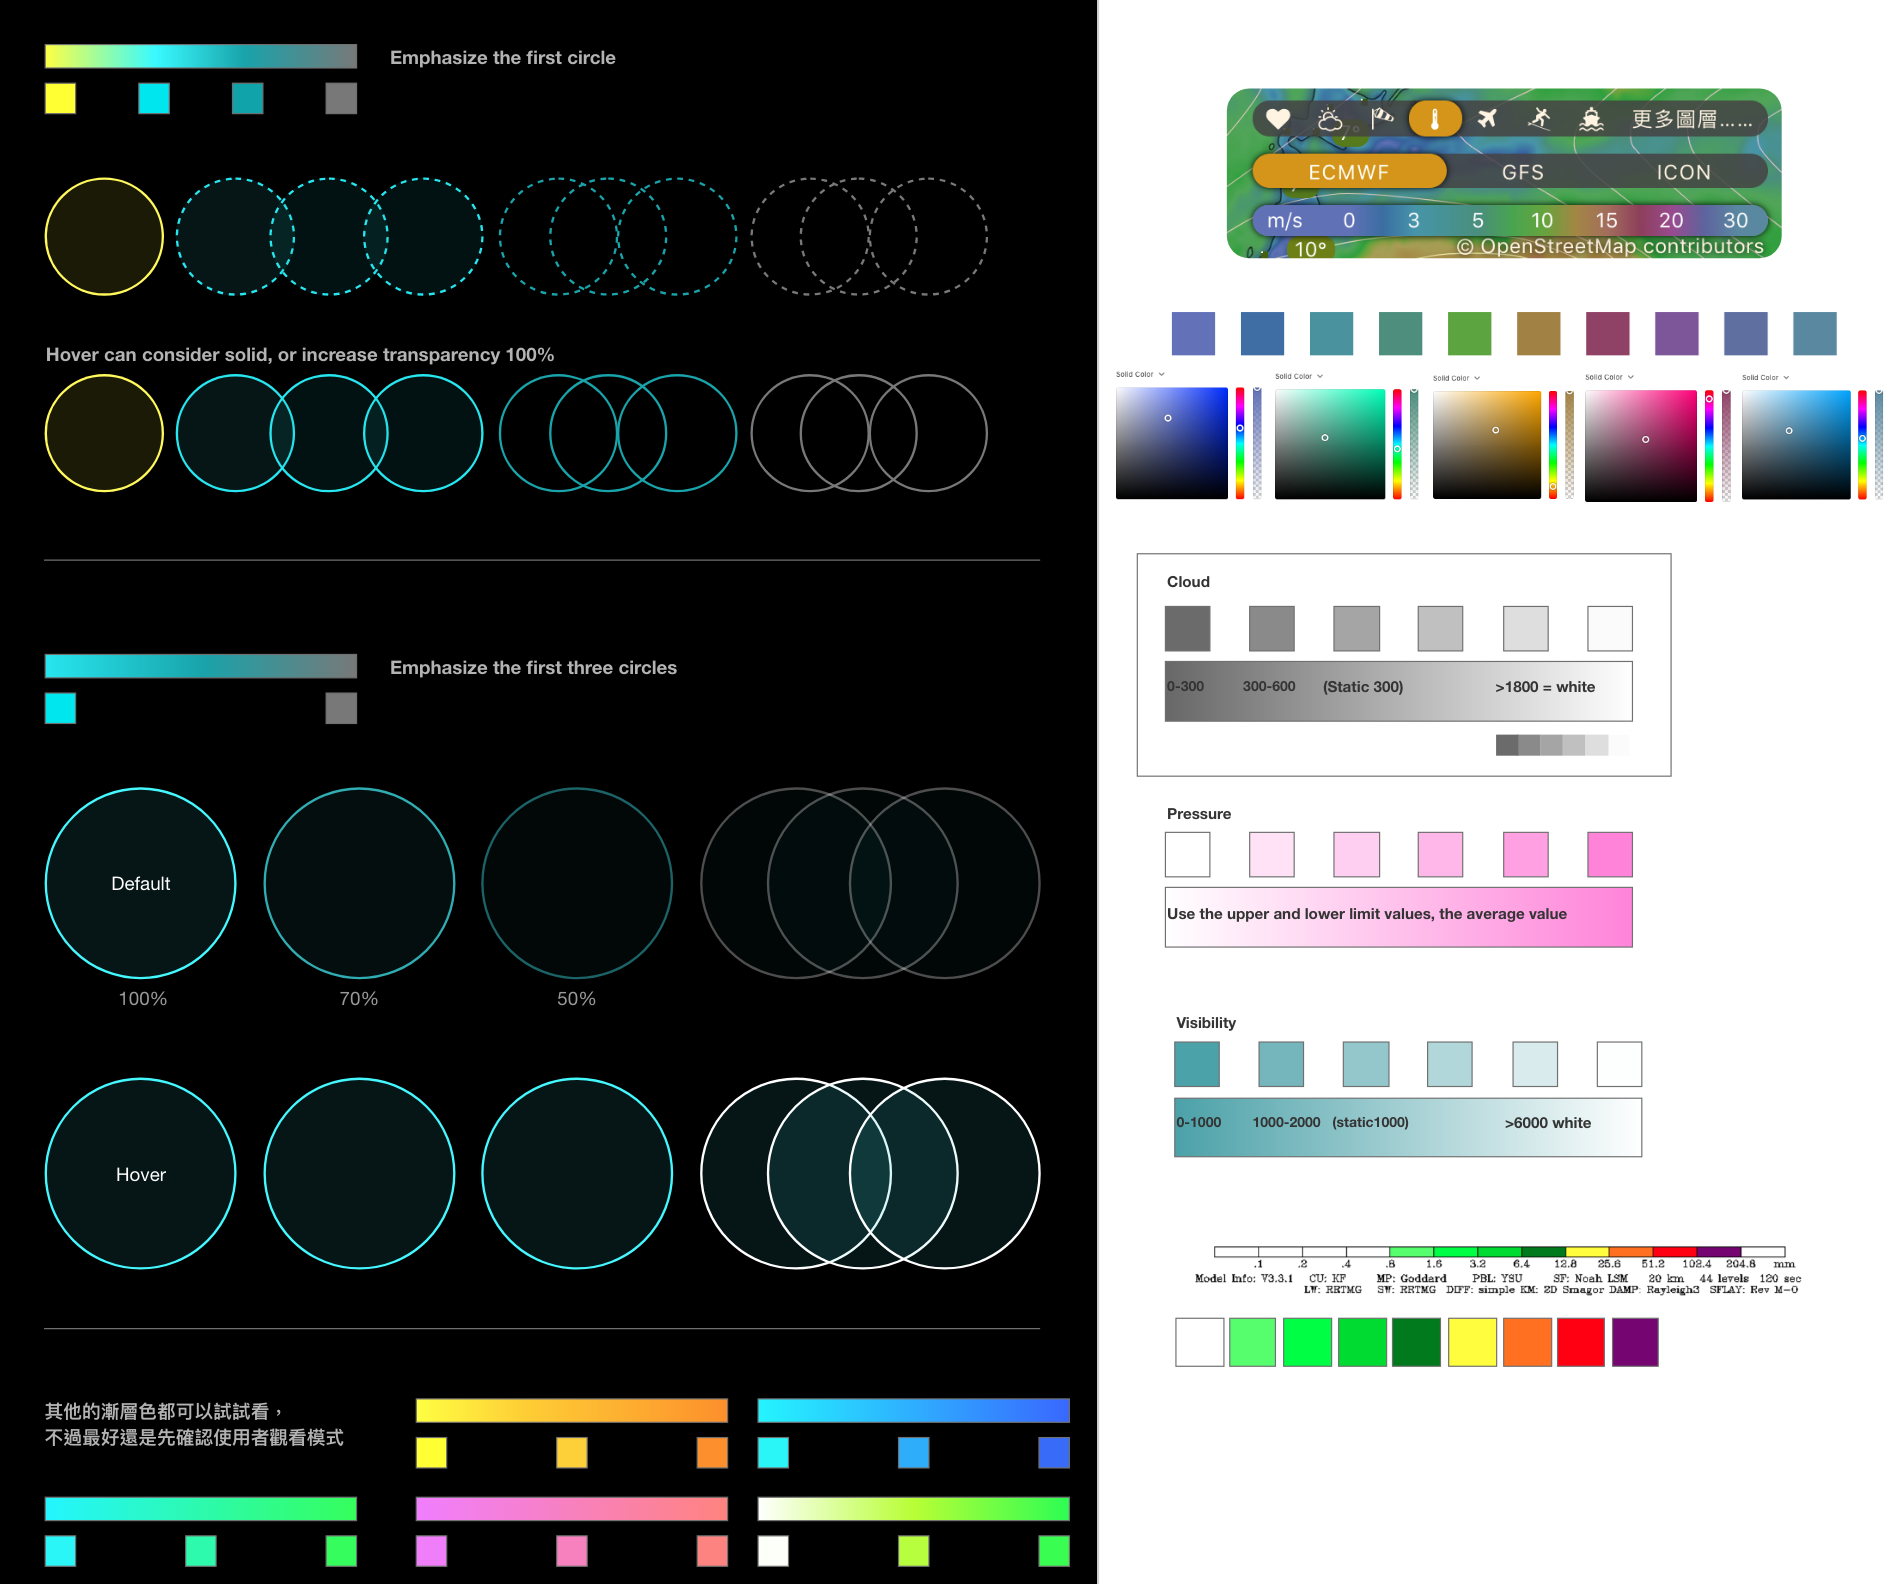 Emphasize the first circle
Hover can consider solid, or increase transparency 100%
Emphasize the first three circles
Default
100%
70%
50%
Hover
其他的漸層色都可以試試看，
不過最好還是先確認使用者觀看模式
更多圖層……
7°
ECMWF GFS ICON
m/s 0 3 5 10 15 20 30
10°
© OpenStreetMap contributors
Solid Color
Solid Color
Solid Color
Solid Color
Solid Color
Cloud
0-300 300-600 (Static 300) >1800 = white
Pressure
Use the upper and lower limit values, the average value
Visibility
0-1000 1000-2000 (static1000) >6000 white
.1 .2 .4 .8 1.6 3.2 6.4 12.8 25.6 51.2 102.4 204.8 mm
Model Info: V3.3.1 CU: KF MP: Goddard PBL: YSU SF: Noah LSM 20 km 44 levels 120 sec
LW: RRTMG SW: RRTMG DIFF: simple KM: 2D Smagor DAMP: Rayleigh3 SFLAY: Rev M-O